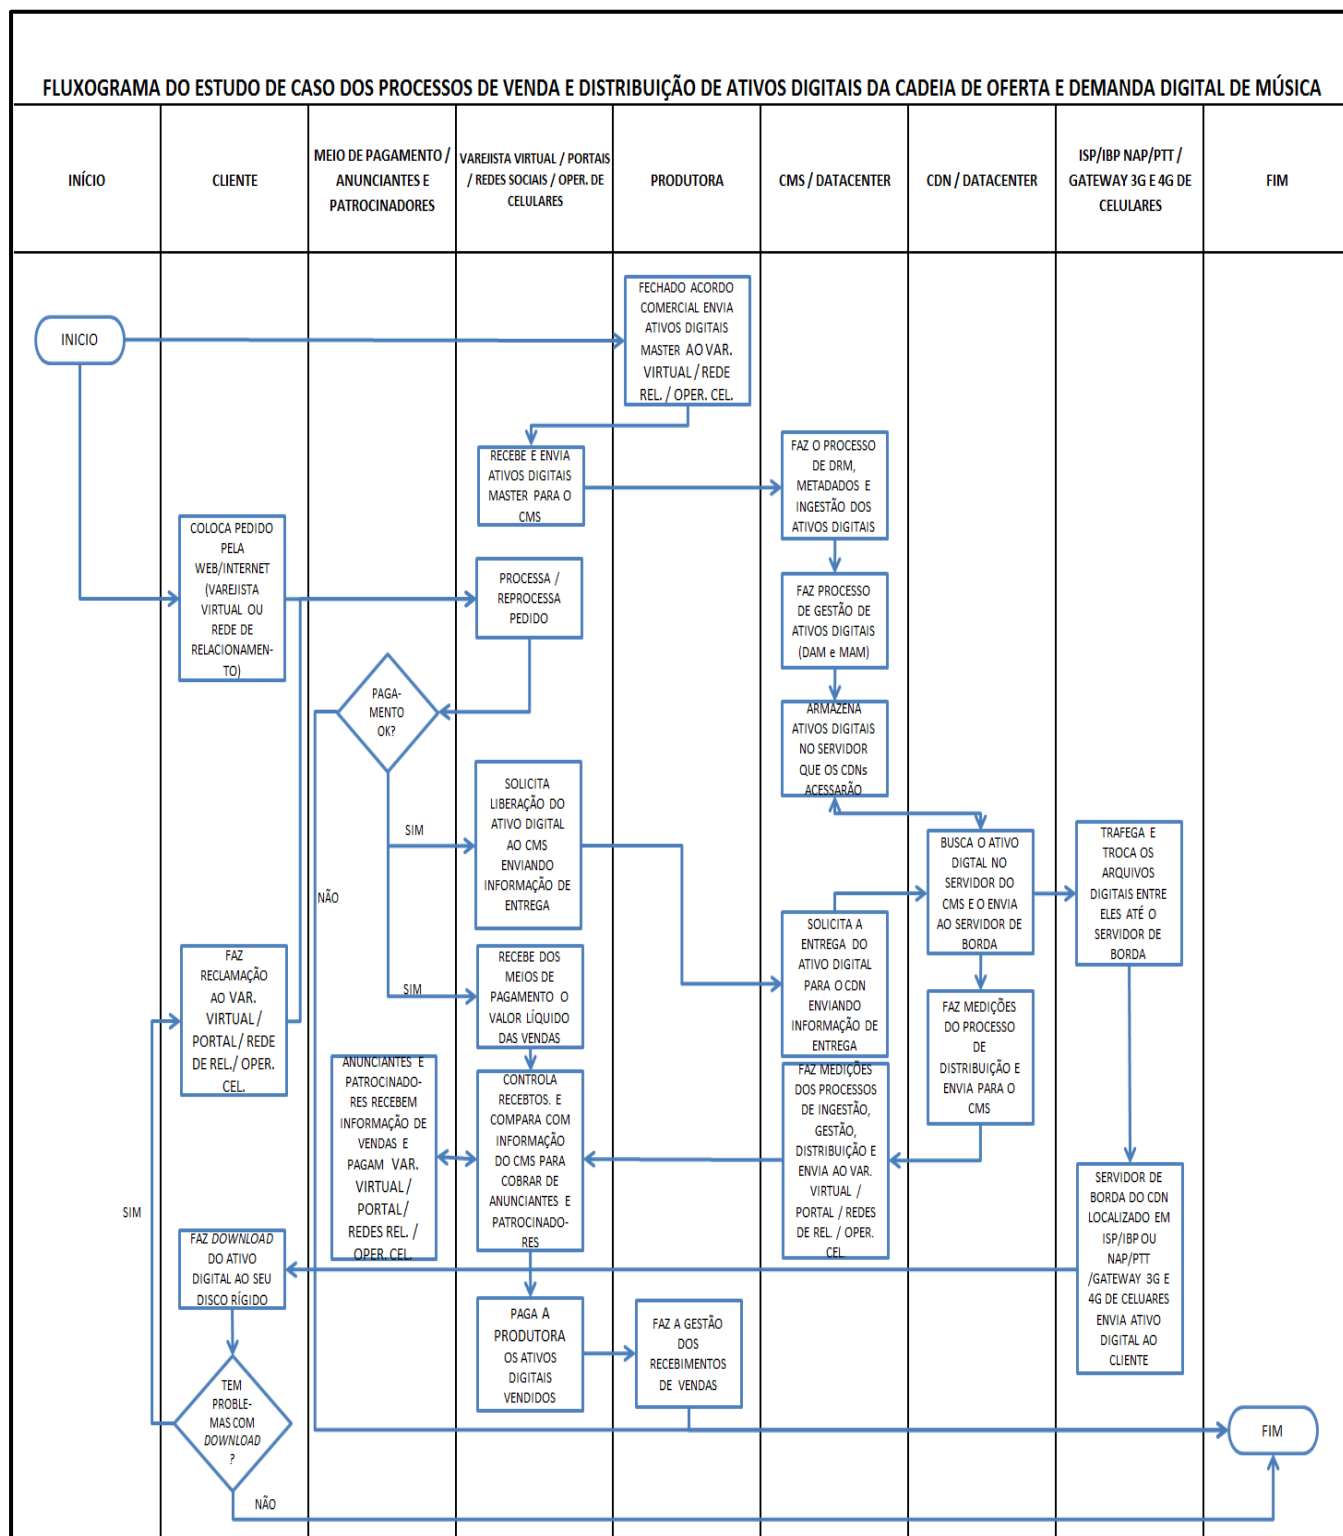 FLUXOGRAMA DO ESTUDO DE CASO DOS PROCESSOS DE VENDA E DISTRIBUIÇÃO DE ATIVOS DIGITAIS DA CADEIA DE OFERTA E DEMANDA DIGITAL DE MÚSICA
INÍCIO
CLIENTE
MEIO DE PAGAMENTO /
ANUNCIANTES E
PATROCINADORES
VAREJISTA VIRTUAL / PORTAIS
/ REDES SOCIAIS / OPER. DE
CELULARES
PRODUTORA
CMS / DATACENTER
CDN / DATACENTER
ISP/IBP NAP/PTT /
GATEWAY 3G E 4G DE
CELULARES
FIM
INICIO
FECHADO ACORDO
COMERCIAL ENVIA
ATIVOS DIGITAIS
MASTER AO VAR.
VIRTUAL / REDE
REL. / OPER. CEL.
RECEBE E ENVIA
ATIVOS DIGITAIS
MASTER PARA O
CMS
FAZ O PROCESSO
DE DRM,
METADADOS E
INGESTÃO DOS
ATIVOS DIGITAIS
COLOCA PEDIDO
PELA
WEB/INTERNET
(VAREJISTA
VIRTUAL OU
REDE DE
RELACIONAMEN-
TO)
PROCESSA /
REPROCESSA
PEDIDO
FAZ PROCESSO
DE GESTÃO DE
ATIVOS DIGITAIS
(DAM e MAM)
PAGA-
MENTO
OK?
ARMAZENA
ATIVOS DIGITAIS
NO SERVIDOR
QUE OS CDNs
ACESSARÃO
SIM
SOLICITA
LIBERAÇÃO DO
ATIVO DIGITAL
AO CMS
ENVIANDO
INFORMAÇÃO DE
ENTREGA
BUSCA O ATIVO
DIGTAL NO
SERVIDOR DO
CMS E O ENVIA
AO SERVIDOR DE
BORDA
TRAFEGA E
TROCA OS
ARQUIVOS
DIGITAIS ENTRE
ELES ATÉ O
SERVIDOR DE
BORDA
NÃO
SOLICITA A
ENTREGA DO
ATIVO DIGITAL
PARA O CDN
ENVIANDO
INFORMAÇÃO DE
ENTREGA
FAZ
RECLAMAÇÃO
AO VAR.
VIRTUAL /
PORTAL / REDE
DE REL./ OPER.
CEL.
SIM
RECEBE DOS
MEIOS DE
PAGAMENTO O
VALOR LÍQUIDO
DAS VENDAS
FAZ MEDIÇÕES
DO PROCESSO
DE
DISTRIBUIÇÃO E
ENVIA PARA O
CMS
ANUNCIANTES E
PATROCINADO-
RES RECEBEM
INFORMAÇÃO DE
VENDAS E
PAGAM VAR.
VIRTUAL /
PORTAL /
REDES REL. /
OPER. CEL.
CONTROLA
RECEBTOS. E
COMPARA COM
INFORMAÇÃO
DO CMS PARA
COBRAR DE
ANUNCIANTES E
PATROCINADO-
RES
FAZ MEDIÇÕES
DOS PROCESSOS
DE INGESTÃO,
GESTÃO,
DISTRIBUIÇÃO E
ENVIA AO VAR.
VIRTUAL /
PORTAL / REDES
DE REL. / OPER.
CEL.
SERVIDOR DE
BORDA DO CDN
LOCALIZADO EM
ISP/IBP OU
NAP/PTT
/GATEWAY 3G E
4G DE CELUARES
ENVIA ATIVO
DIGITAL AO
CLIENTE
SIM
FAZ DOWNLOAD
DO ATIVO
DIGITAL AO SEU
DISCO RÍGIDO
PAGA A
PRODUTORA
OS ATIVOS
DIGITAIS
VENDIDOS
FAZ A GESTÃO
DOS
RECEBIMENTOS
DE VENDAS
TEM
PROBLE-
MAS COM
DOWNLOAD
?
FIM
NÃO